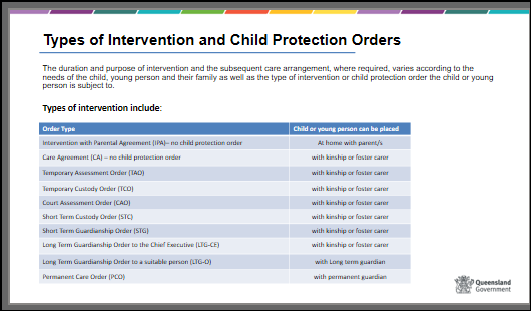 Types of Intervention and Child Protection Orders
The duration and purpose of intervention and the subsequent care arrangement, where required, varies according to the
needs of the child, young person and their family as well as the type of intervention or child protection order the child or young
person is subject to.
Types of intervention include:
Order Type Child or young person can be placed
Intervention with Parental Agreement (IPA)– no child protection order At home with parent/s
Care Agreement (CA) – no child protection order with kinship or foster carer
Temporary Assessment Order (TAO) with kinship or foster carer
Temporary Custody Order (TCO) with kinship or foster carer
Court Assessment Order (CAO) with kinship or foster carer
Short Term Custody Order (STC) with kinship or foster carer
Short Term Guardianship Order (STG) with kinship or foster carer
Long Term Guardianship Order to the Chief Executive (LTG-CE) with kinship or foster carer
Long Term Guardianship Order to a suitable person (LTG-O) with Long term guardian
Permanent Care Order (PCO) with permanent guardian
Queensland
Government